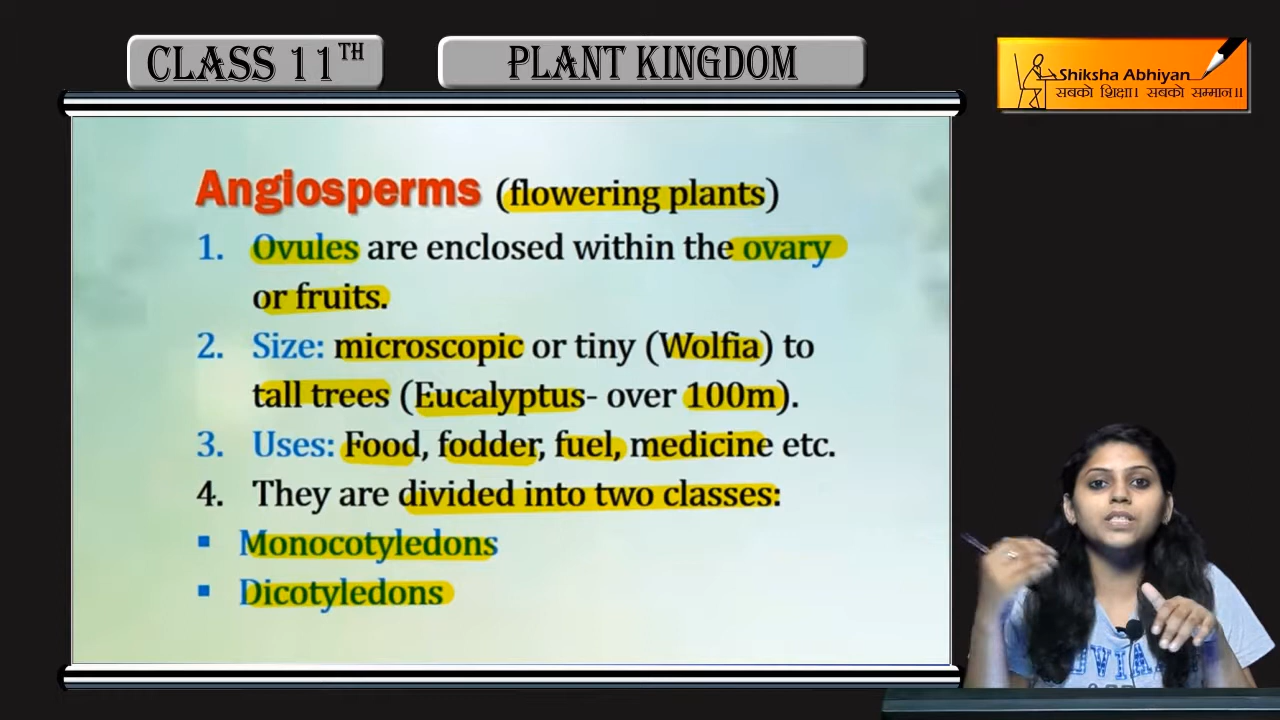 CLASS 11TH
PLANT KINGDOM
Shiksha Abhiyan
सबको शिक्षा। सबको सम्मान॥
Angiosperms (flowering plants)
1. Ovules are enclosed within the ovary
or fruits.
2. Size: microscopic or tiny (Wolfia) to
tall trees (Eucalyptus- over 100m).
3. Uses: Food, fodder, fuel, medicine etc.
4. They are divided into two classes:
▪ Monocotyledons
▪ Dicotyledons